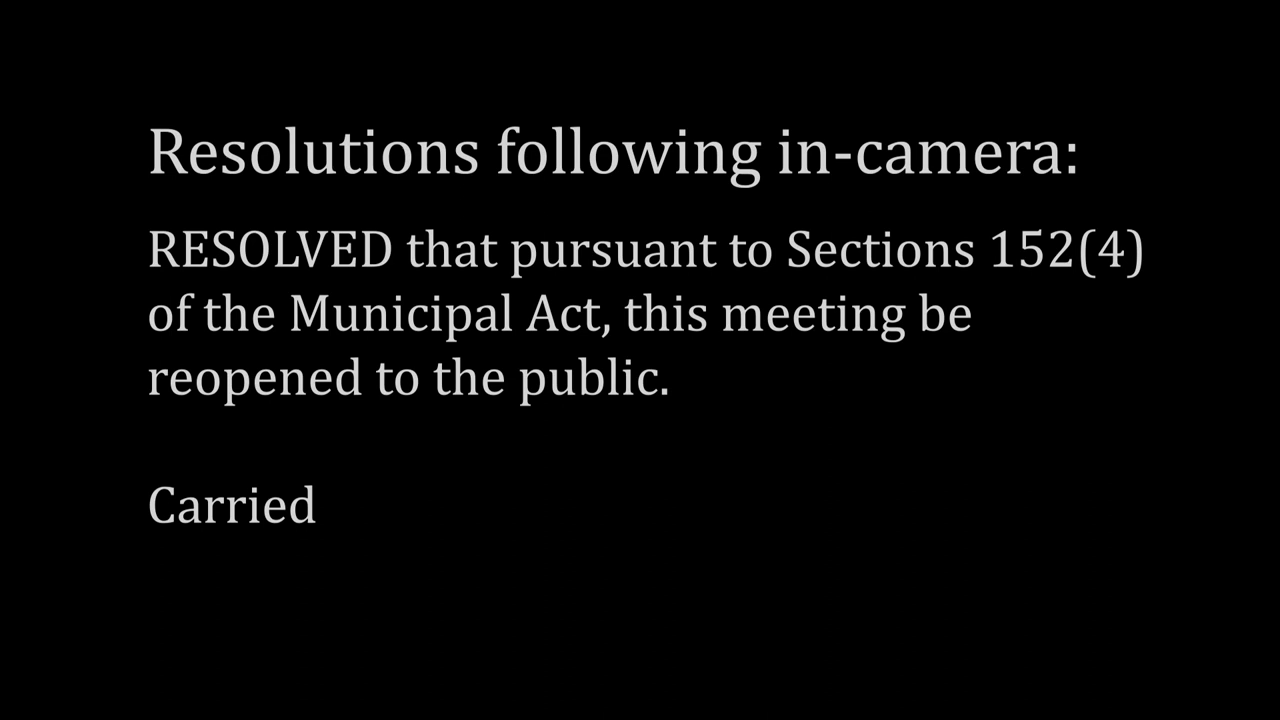 Resolutions following in-camera:
RESOLVED that pursuant to Sections 152(4)
of the Municipal Act, this meeting be
reopened to the public.
Carried